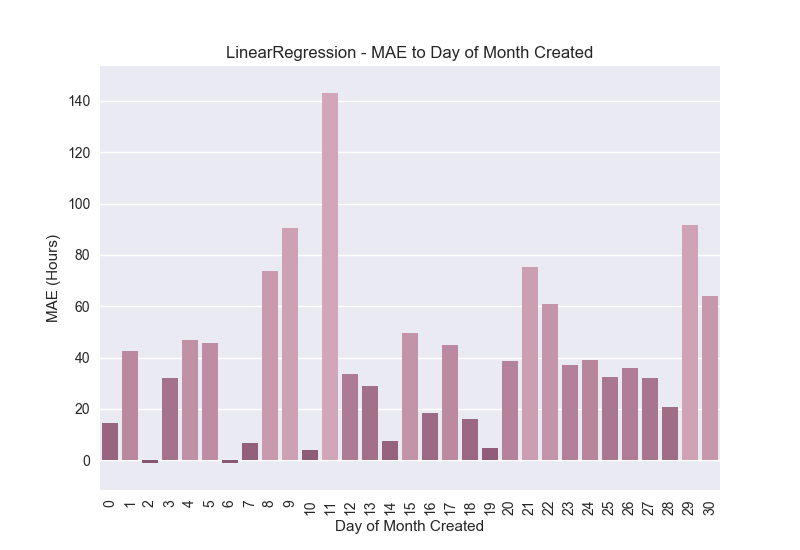 LinearRegression - MAE to Day of Month Created
MAE (Hours)
140
120
100
80
60
40
20
0
0 1 2 3 4 5 6 7 8 9 10 11 12 13 14 15 16 17 18 19 20 21 22 23 24 25 26 27 28 29 30
Day of Month Created